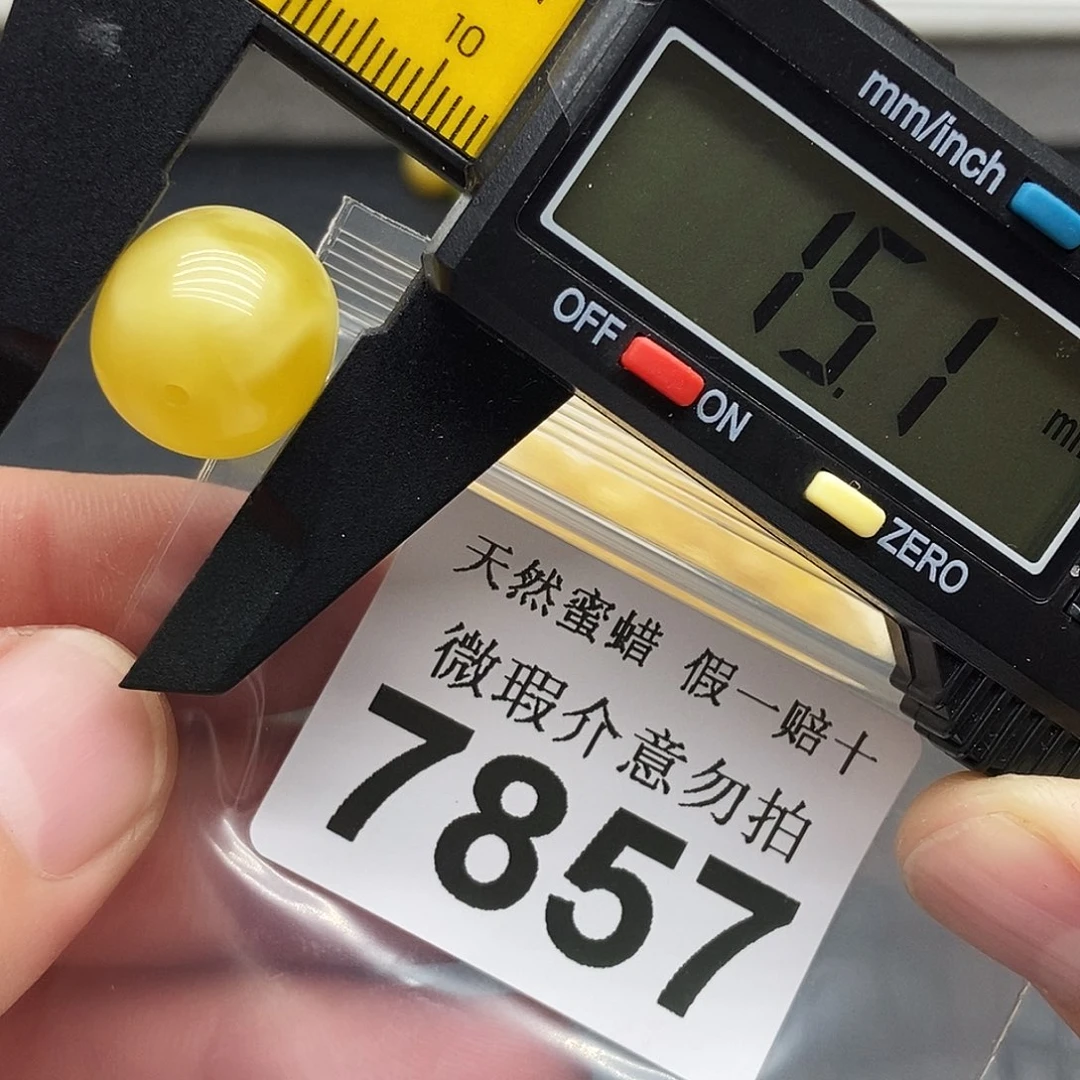 10
mm/inch
15.1
OFF
ON
ZERO
天然蜜蜡 假一赔十
微瑕介意勿拍
7857